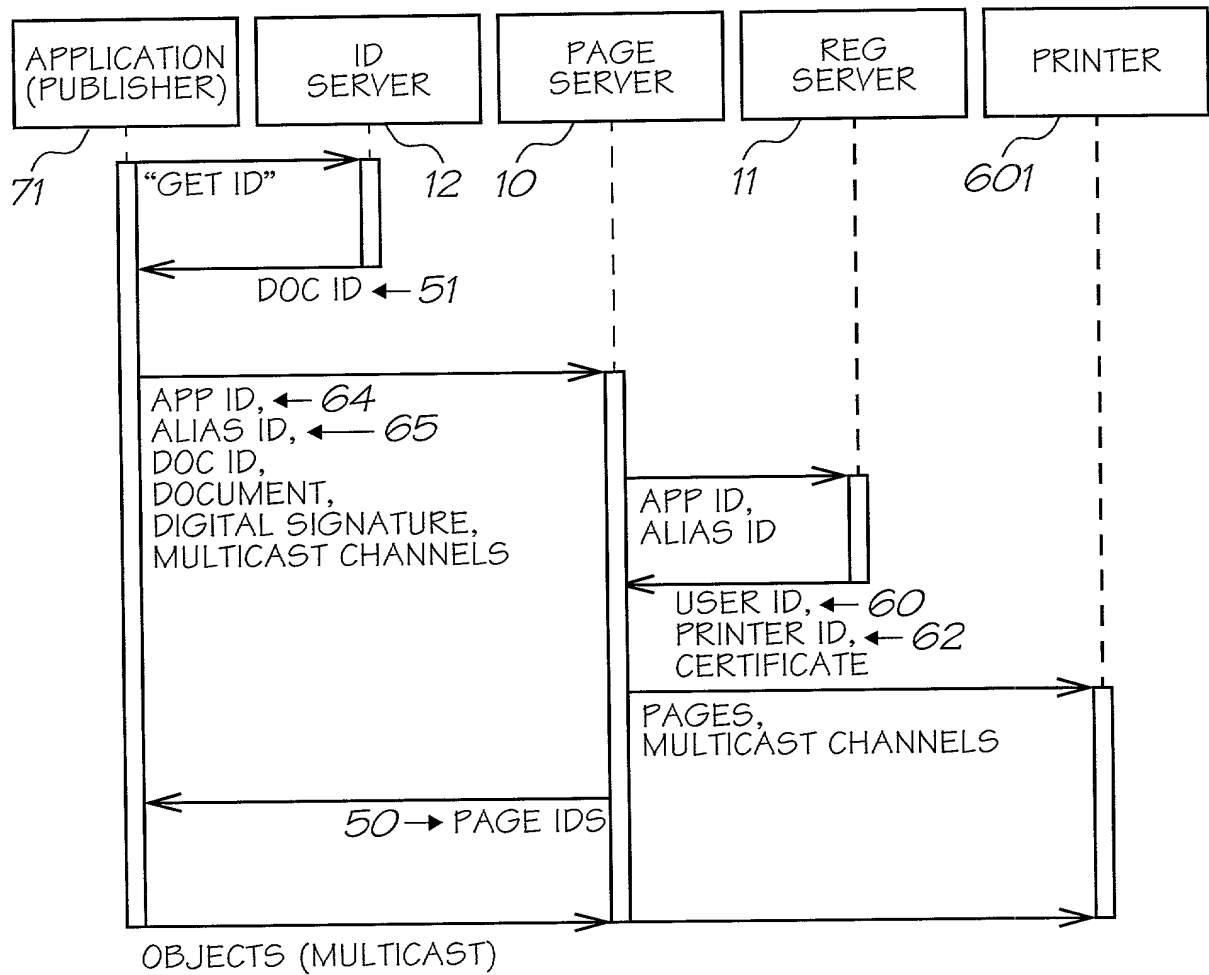 APPLICATION
(PUBLISHER)
ID
SERVER
PAGE
SERVER
REG
SERVER
PRINTER
71
12
10
11
601
"GET ID"
DOC ID 51
APP ID, 64
ALIAS ID, 65
DOC ID,
DOCUMENT,
DIGITAL SIGNATURE,
MULTICAST CHANNELS
APP ID,
ALIAS ID
USER ID, 60
PRINTER ID, 62
CERTIFICATE
PAGES,
MULTICAST CHANNELS
50 PAGE IDS
OBJECTS (MULTICAST)